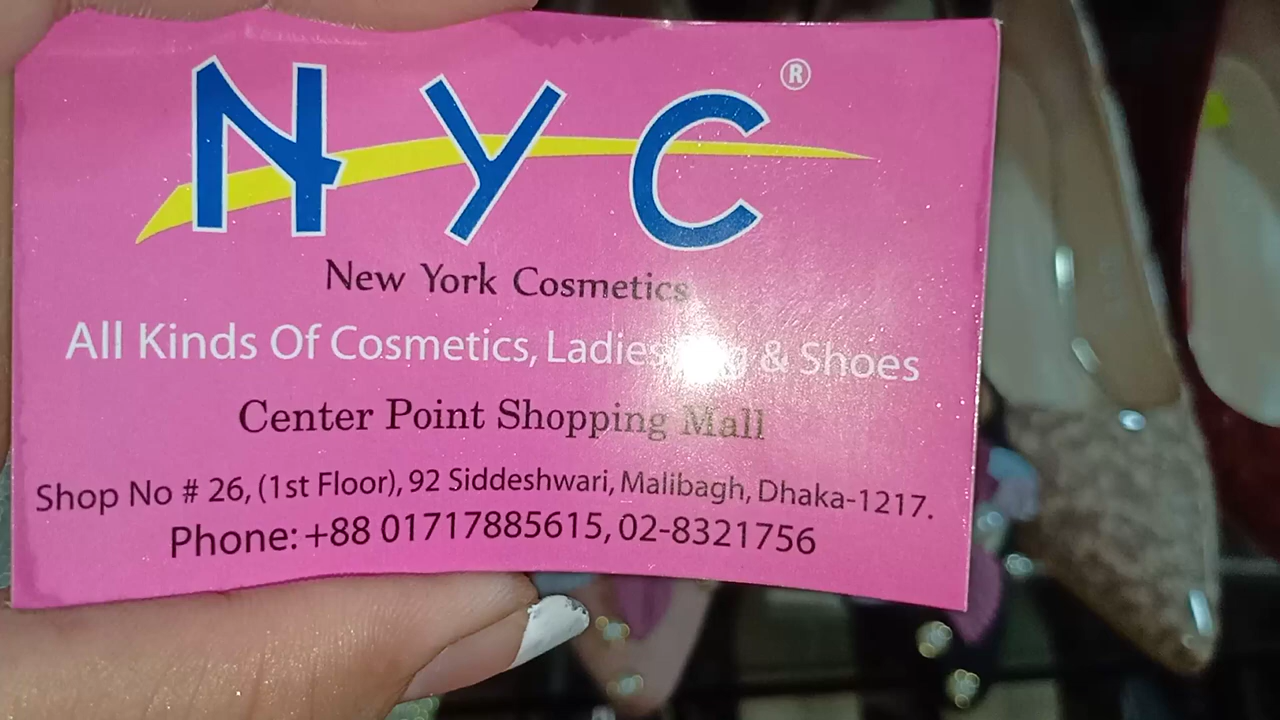 NYC®
New York Cosmetics
All Kinds Of Cosmetics, Ladies & Shoes
Center Point Shopping Mall
Shop No # 26, (1st Floor), 92 Siddeshwari, Malibagh, Dhaka-1217.
Phone: +88 01717885615, 02-8321756